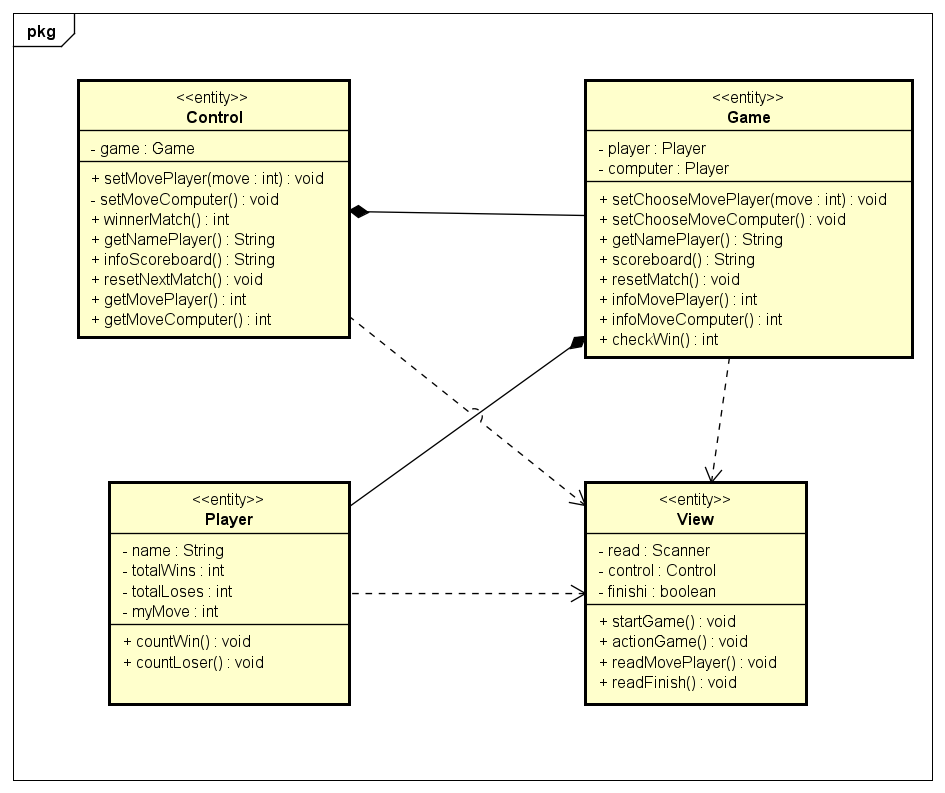 pkg
<<entity>>
Control
- game : Game
+ setMovePlayer(move : int) : void
- setMoveComputer() : void
+ winnerMatch() : int
+ getNamePlayer() : String
+ infoScoreboard() : String
+ resetNextMatch() : void
+ getMovePlayer() : int
+ getMoveComputer() : int
<<entity>>
Game
- player : Player
- computer : Player
+ setChooseMovePlayer(move : int) : void
+ setChooseMoveComputer() : void
+ getNamePlayer() : String
+ scoreboard() : String
+ resetMatch() : void
+ infoMovePlayer() : int
+ infoMoveComputer() : int
+ checkWin() : int
<<entity>>
Player
- name : String
- totalWins : int
- totalLoses : int
- myMove : int
+ countWin() : void
+ countLoser() : void
<<entity>>
View
- read : Scanner
- control : Control
- finishi : boolean
+ startGame() : void
+ actionGame() : void
+ readMovePlayer() : void
+ readFinish() : void